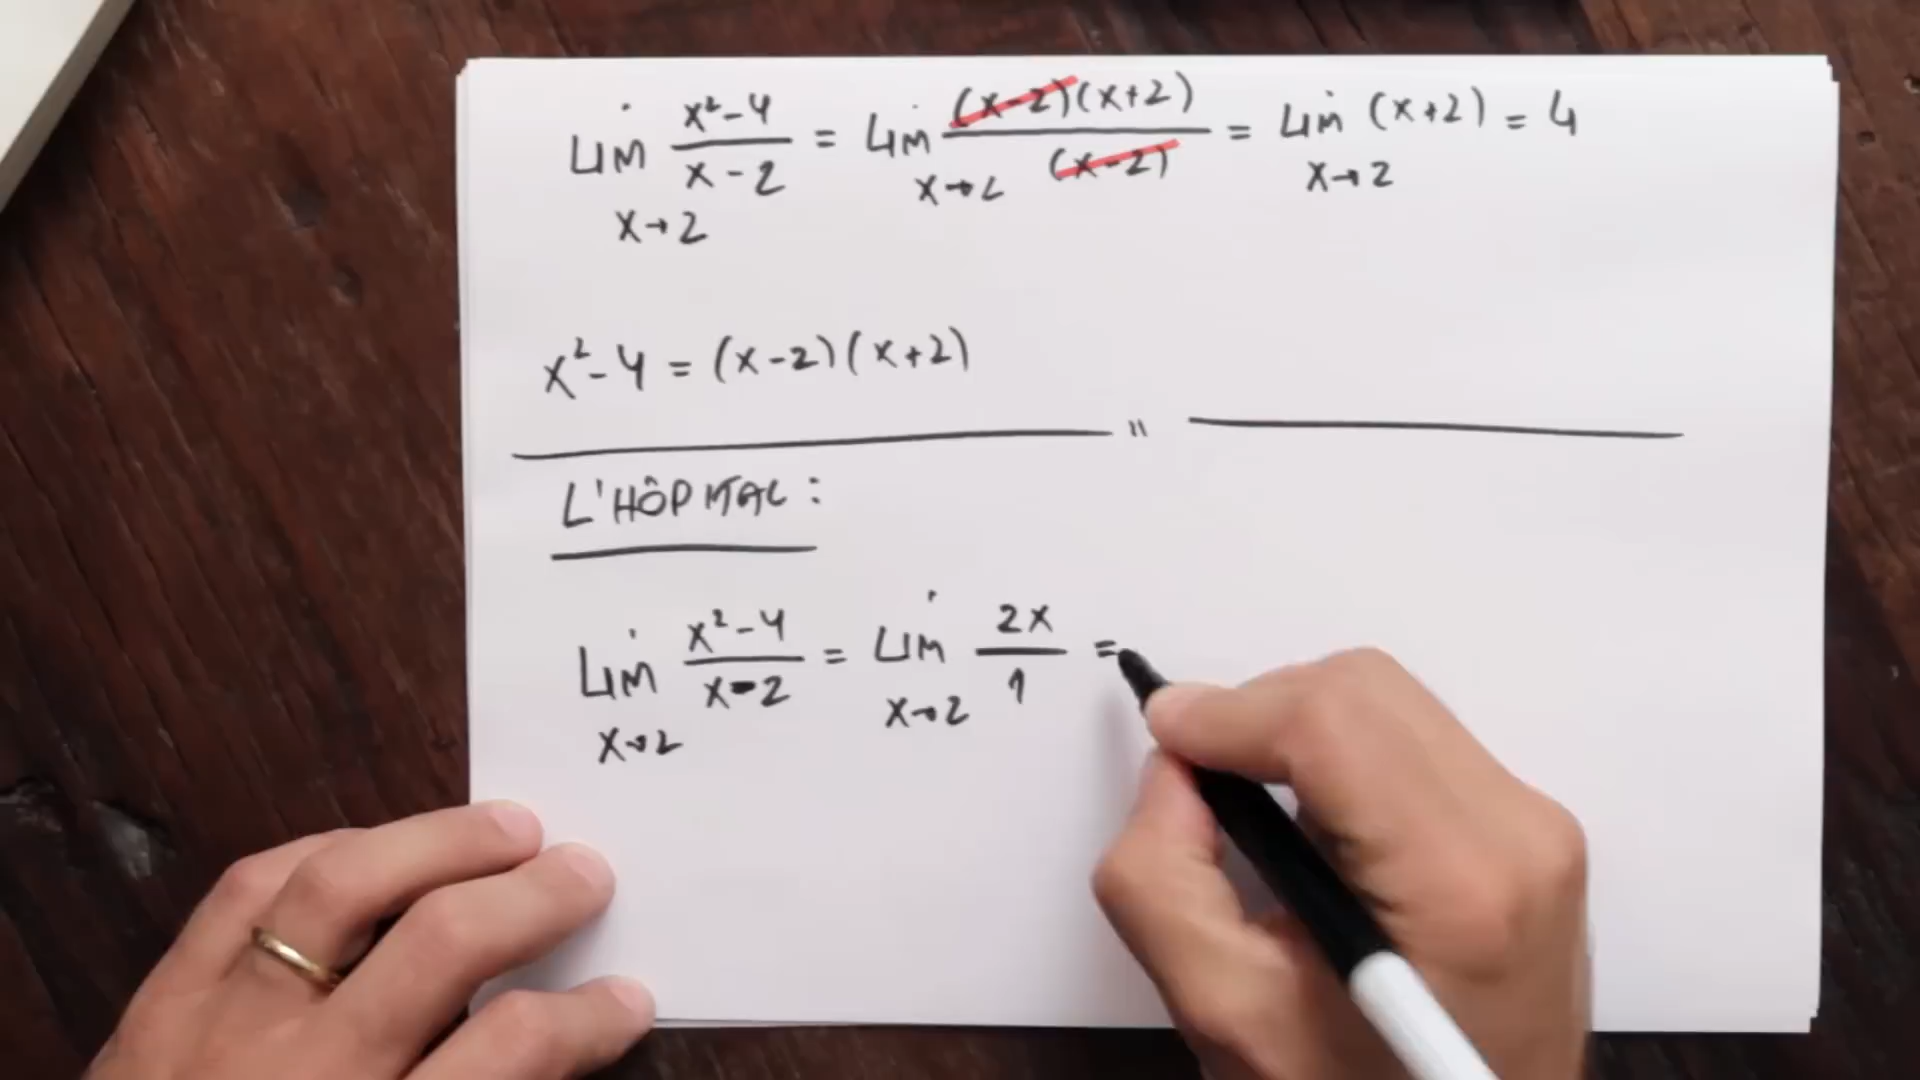 Lim x→2 x²-4 / x-2 = Lim x→2 (x-2)(x+2) / (x-2) = Lim x→2 (x+2) = 4
x²-4 = (x-2)(x+2)
"
L'HÔPITAL:
Lim x→2 x²-4 / x-2 = Lim x→2 2x / 1 =